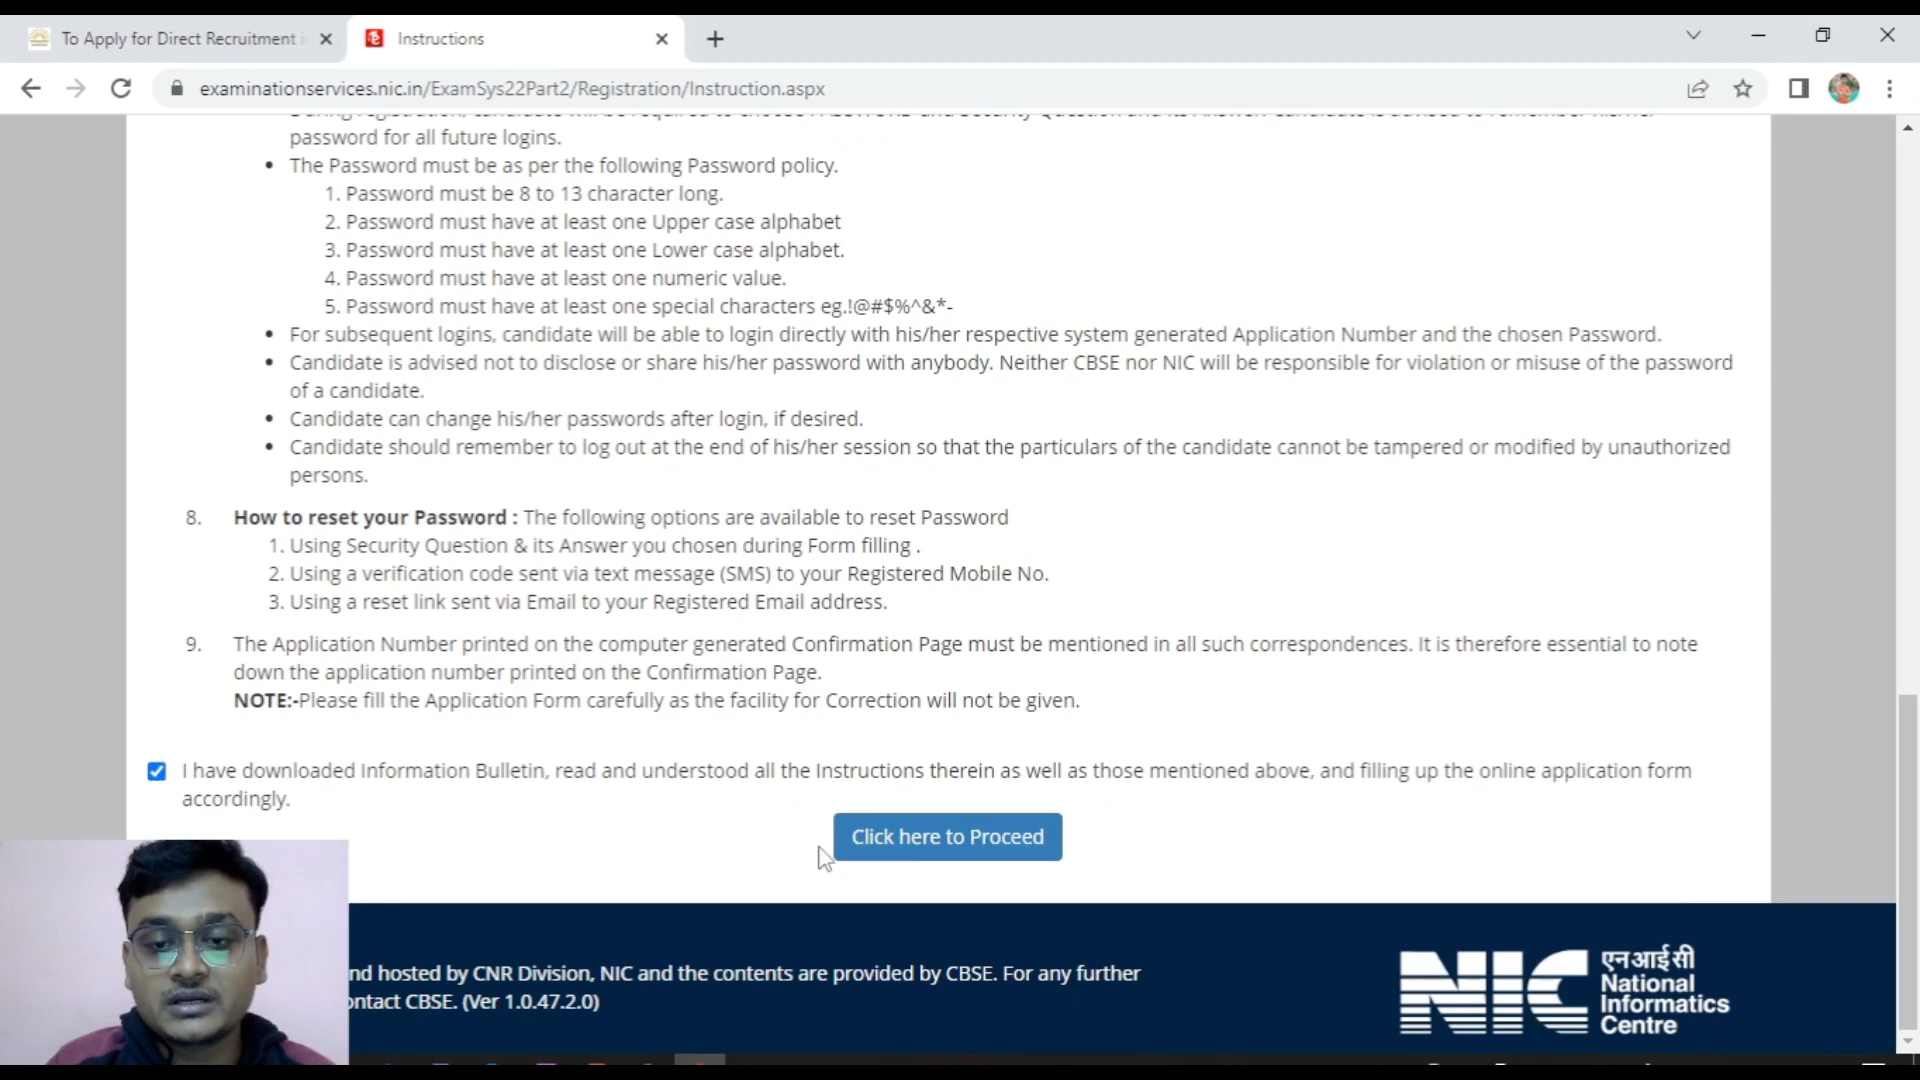 To Apply for Direct Recruitment i
Instructions
examinationservices.nic.in/ExamSys22Part2/Registration/Instruction.aspx
password for all future logins.
• The Password must be as per the following Password policy.
1. Password must be 8 to 13 character long.
2. Password must have at least one Upper case alphabet
3. Password must have at least one Lower case alphabet.
4. Password must have at least one numeric value.
5. Password must have at least one special characters eg.!@#$%^&*-
• For subsequent logins, candidate will be able to login directly with his/her respective system generated Application Number and the chosen Password.
• Candidate is advised not to disclose or share his/her password with anybody. Neither CBSE nor NIC will be responsible for violation or misuse of the password
of a candidate.
• Candidate can change his/her passwords after login, if desired.
• Candidate should remember to log out at the end of his/her session so that the particulars of the candidate cannot be tampered or modified by unauthorized
persons.
8. How to reset your Password : The following options are available to reset Password
1. Using Security Question & its Answer you chosen during Form filling .
2. Using a verification code sent via text message (SMS) to your Registered Mobile No.
3. Using a reset link sent via Email to your Registered Email address.
9. The Application Number printed on the computer generated Confirmation Page must be mentioned in all such correspondences. It is therefore essential to note
down the application number printed on the Confirmation Page.
NOTE:-Please fill the Application Form carefully as the facility for Correction will not be given.
I have downloaded Information Bulletin, read and understood all the Instructions therein as well as those mentioned above, and filling up the online application form
accordingly.
Click here to Proceed
nd hosted by CNR Division, NIC and the contents are provided by CBSE. For any further
ontact CBSE. (Ver 1.0.47.2.0)
NIC
एन आई सी
National
Informatics
Centre